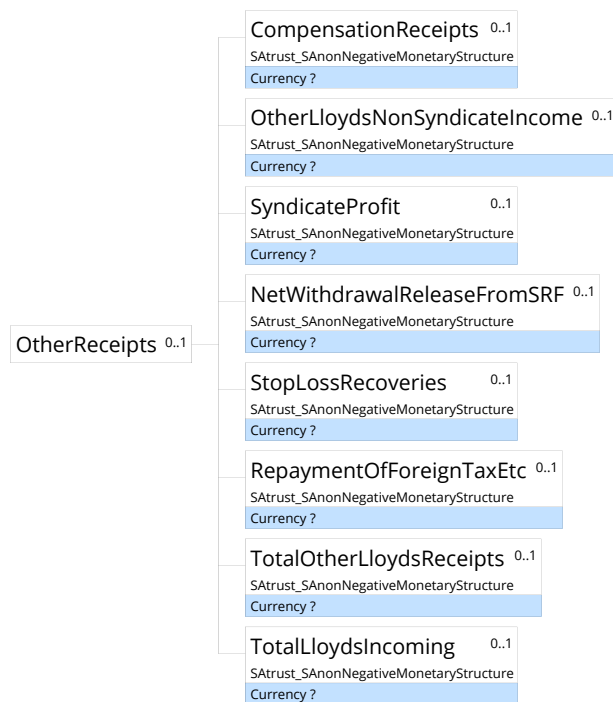 CompensationReceipts 0..1
SAtrust_SAnonNegativeMonetaryStructure
Currency ?
OtherLloydsNonSyndicateIncome 0..1
SAtrust_SAnonNegativeMonetaryStructure
Currency ?
SyndicateProfit 0..1
SAtrust_SAnonNegativeMonetaryStructure
Currency ?
NetWithdrawalReleaseFromSRF 0..1
SAtrust_SAnonNegativeMonetaryStructure
Currency ?
OtherReceipts 0..1
StopLossRecoveries 0..1
SAtrust_SAnonNegativeMonetaryStructure
Currency ?
RepaymentOfForeignTaxEtc 0..1
SAtrust_SAnonNegativeMonetaryStructure
Currency ?
TotalOtherLloydsReceipts 0..1
SAtrust_SAnonNegativeMonetaryStructure
Currency ?
TotalLloydsIncoming 0..1
SAtrust_SAnonNegativeMonetaryStructure
Currency ?